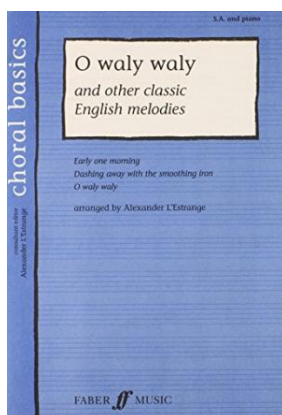 S.A. and piano
O waly waly
and other classic
English melodies
Early one morning
Dashing away with the smoothing iron
O waly waly
arranged by Alexander L'Estrange
choral basics
consultant editor
Alexander L'Estrange
FABER ff MUSIC